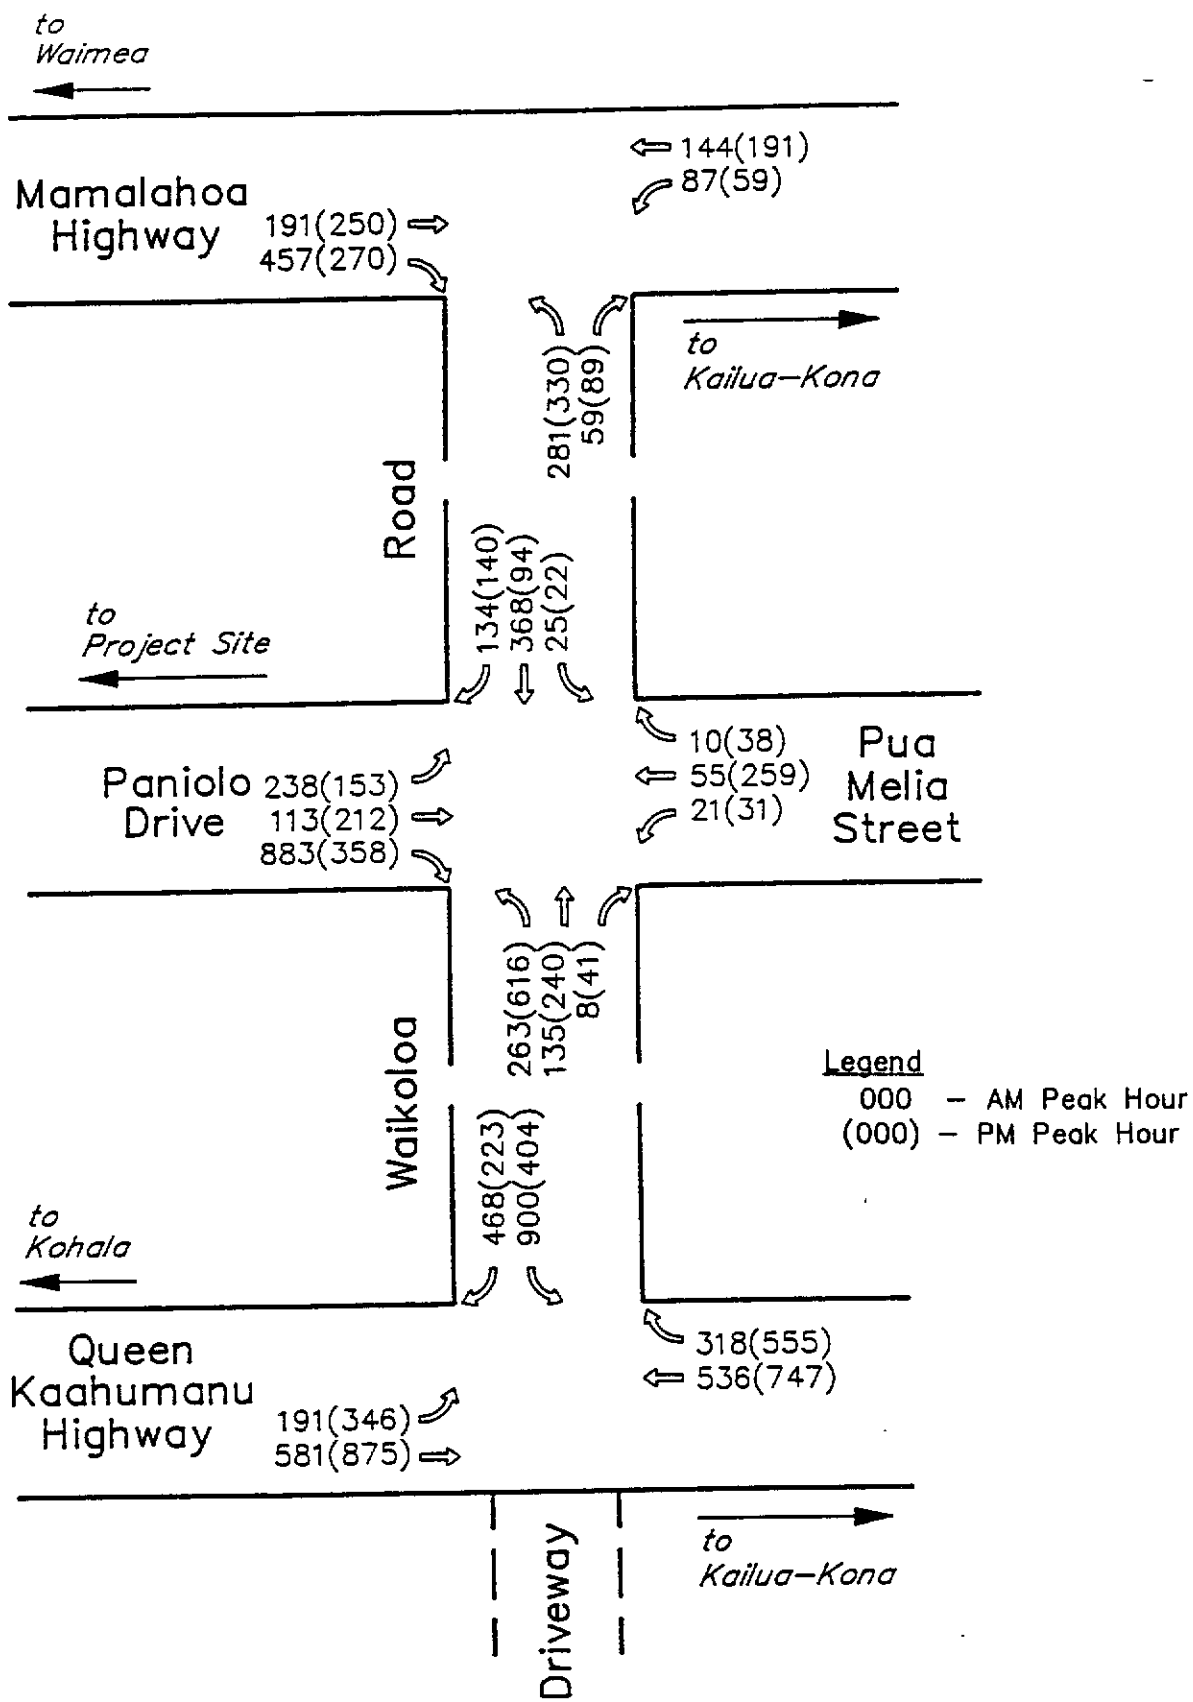 to
Waimea
144(191)
87(59)
Mamalahoa
Highway
191(250)
457(270)
281(330)
59(89)
to
Kailua-Kona
Road
134(140)
368(94)
25(22)
to
Project Site
Paniolo
Drive
238(153)
113(212)
883(358)
10(38)
55(259)
21(31)
Pua
Melia
Street
263(616)
135(240)
8(41)
Waikoloa
Legend
000 - AM Peak Hour
(000) - PM Peak Hour
468(223)
900(404)
to
Kohala
Queen
Kaahumanu
Highway
318(555)
536(747)
191(346)
581(875)
Driveway
to
Kailua-Kona